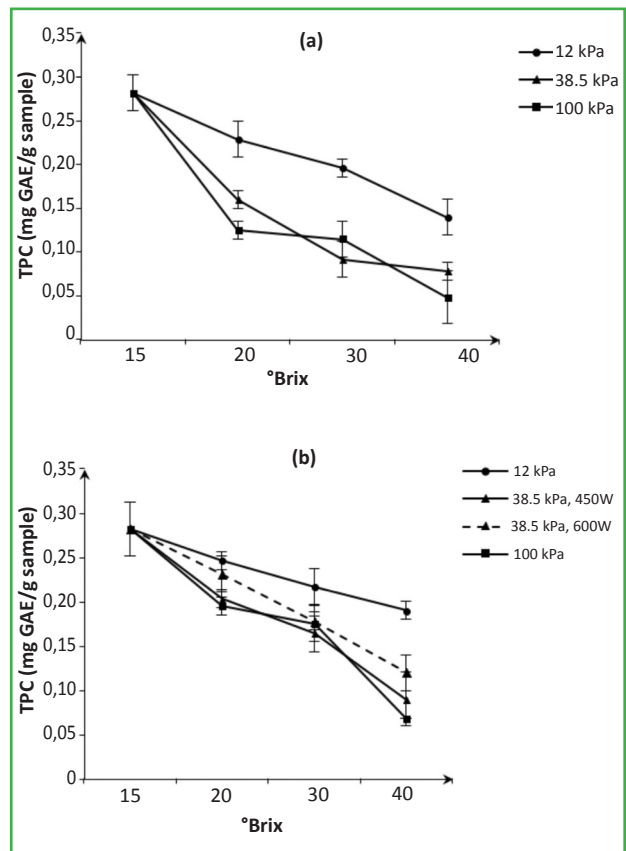 (a)
0,35
0,30
0,25
0,20
0,15
0,10
0,05
0
TPC (mg GAE/g sample)
15 20 30 40
°Brix
12 kPa
38.5 kPa
100 kPa
(b)
0,35
0,30
0,25
0,20
0,15
0,10
0,05
0
TPC (mg GAE/g sample)
15 20 30 40
°Brix
12 kPa
38.5 kPa, 450W
38.5 kPa, 600W
100 kPa